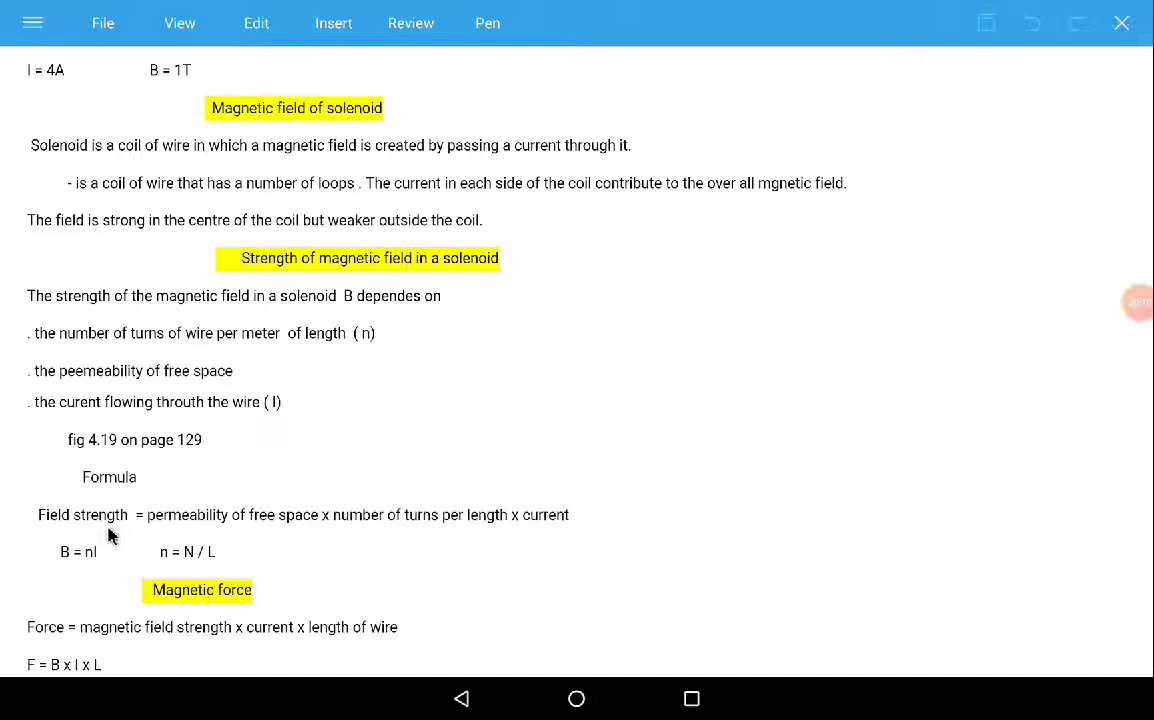 File View Edit Insert Review Pen
I = 4A B = 1T
Magnetic field of solenoid
Solenoid is a coil of wire in which a magnetic field is created by passing a current through it.
- is a coil of wire that has a number of loops . The current in each side of the coil contribute to the over all mgnetic field.
The field is strong in the centre of the coil but weaker outside the coil.
Strength of magnetic field in a solenoid
The strength of the magnetic field in a solenoid B dependes on
. the number of turns of wire per meter of length ( n)
. the peemeability of free space
. the curent flowing throuth the wire ( I)
fig 4.19 on page 129
Formula
Field strength = permeability of free space x number of turns per length x current
B = nI n = N / L
Magnetic force
Force = magnetic field strength x current x length of wire
F = B x I x L